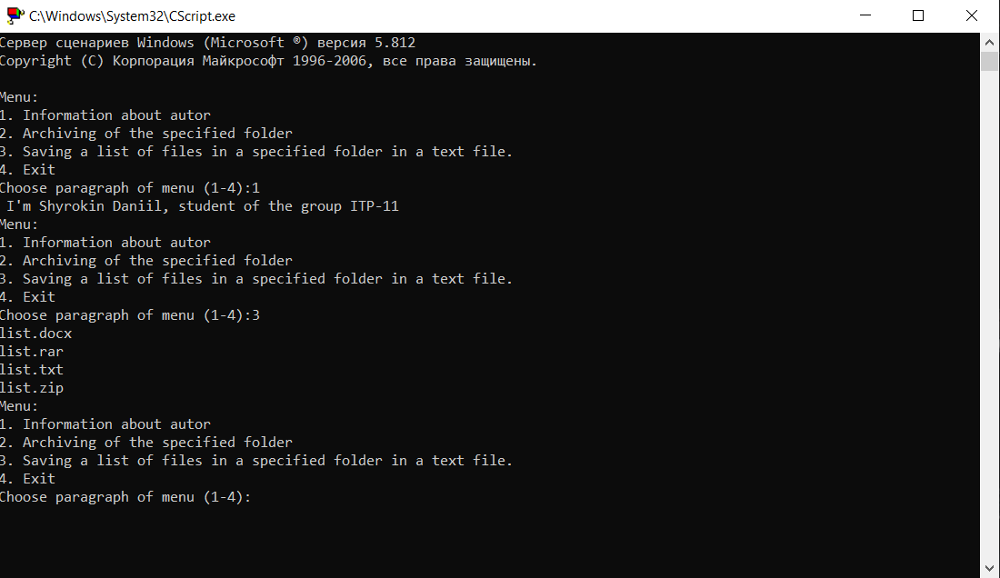 C:\Windows\System32\CScript.exe
Сервер сценариев Windows (Microsoft ®) версия 5.812
Copyright (C) Корпорация Майкрософт 1996-2006, все права защищены.
Menu:
1. Information about autor
2. Archiving of the specified folder
3. Saving a list of files in a specified folder in a text file.
4. Exit
Choose paragraph of menu (1-4):1
I'm Shyrokin Daniil, student of the group ITP-11
Menu:
1. Information about autor
2. Archiving of the specified folder
3. Saving a list of files in a specified folder in a text file.
4. Exit
Choose paragraph of menu (1-4):3
list.docx
list.rar
list.txt
list.zip
Menu:
1. Information about autor
2. Archiving of the specified folder
3. Saving a list of files in a specified folder in a text file.
4. Exit
Choose paragraph of menu (1-4):